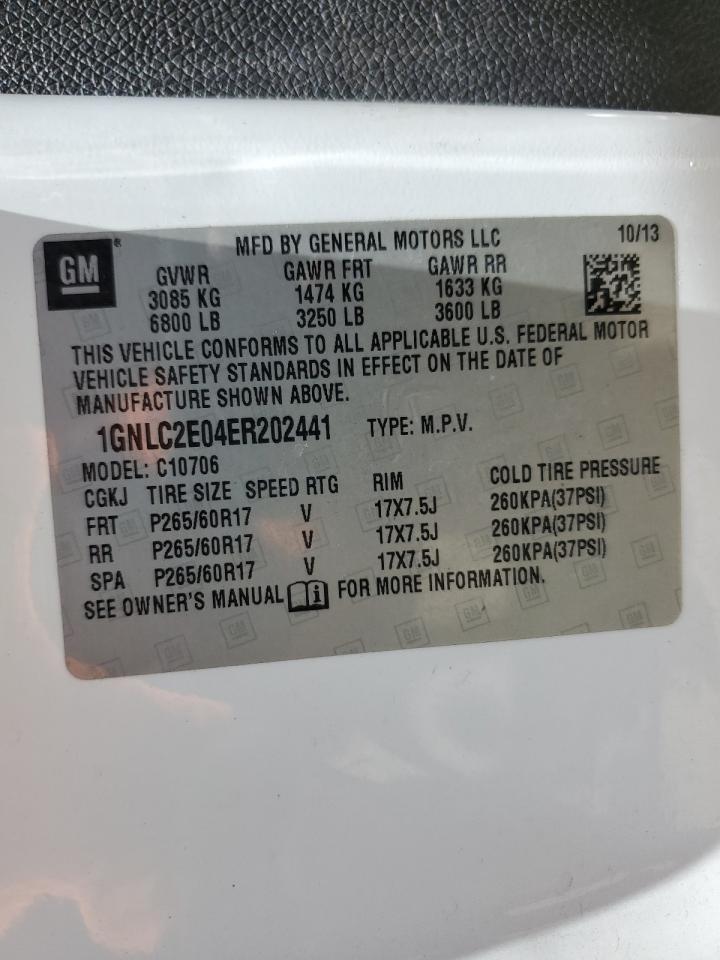 GM
®
MFD BY GENERAL MOTORS LLC 10/13
GVWR GAWR FRT GAWR RR
3085 KG 1474 KG 1633 KG
6800 LB 3250 LB 3600 LB
THIS VEHICLE CONFORMS TO ALL APPLICABLE U.S. FEDERAL MOTOR
VEHICLE SAFETY STANDARDS IN EFFECT ON THE DATE OF
MANUFACTURE SHOWN ABOVE.
1GNLC2E04ER202441 TYPE: M.P.V.
MODEL: C10706
CGKJ TIRE SIZE SPEED RTG RIM COLD TIRE PRESSURE
FRT P265/60R17 V 17X7.5J 260KPA(37PSI)
RR P265/60R17 V 17X7.5J 260KPA(37PSI)
SPA P265/60R17 V 17X7.5J 260KPA(37PSI)
SEE OWNER'S MANUAL i FOR MORE INFORMATION.